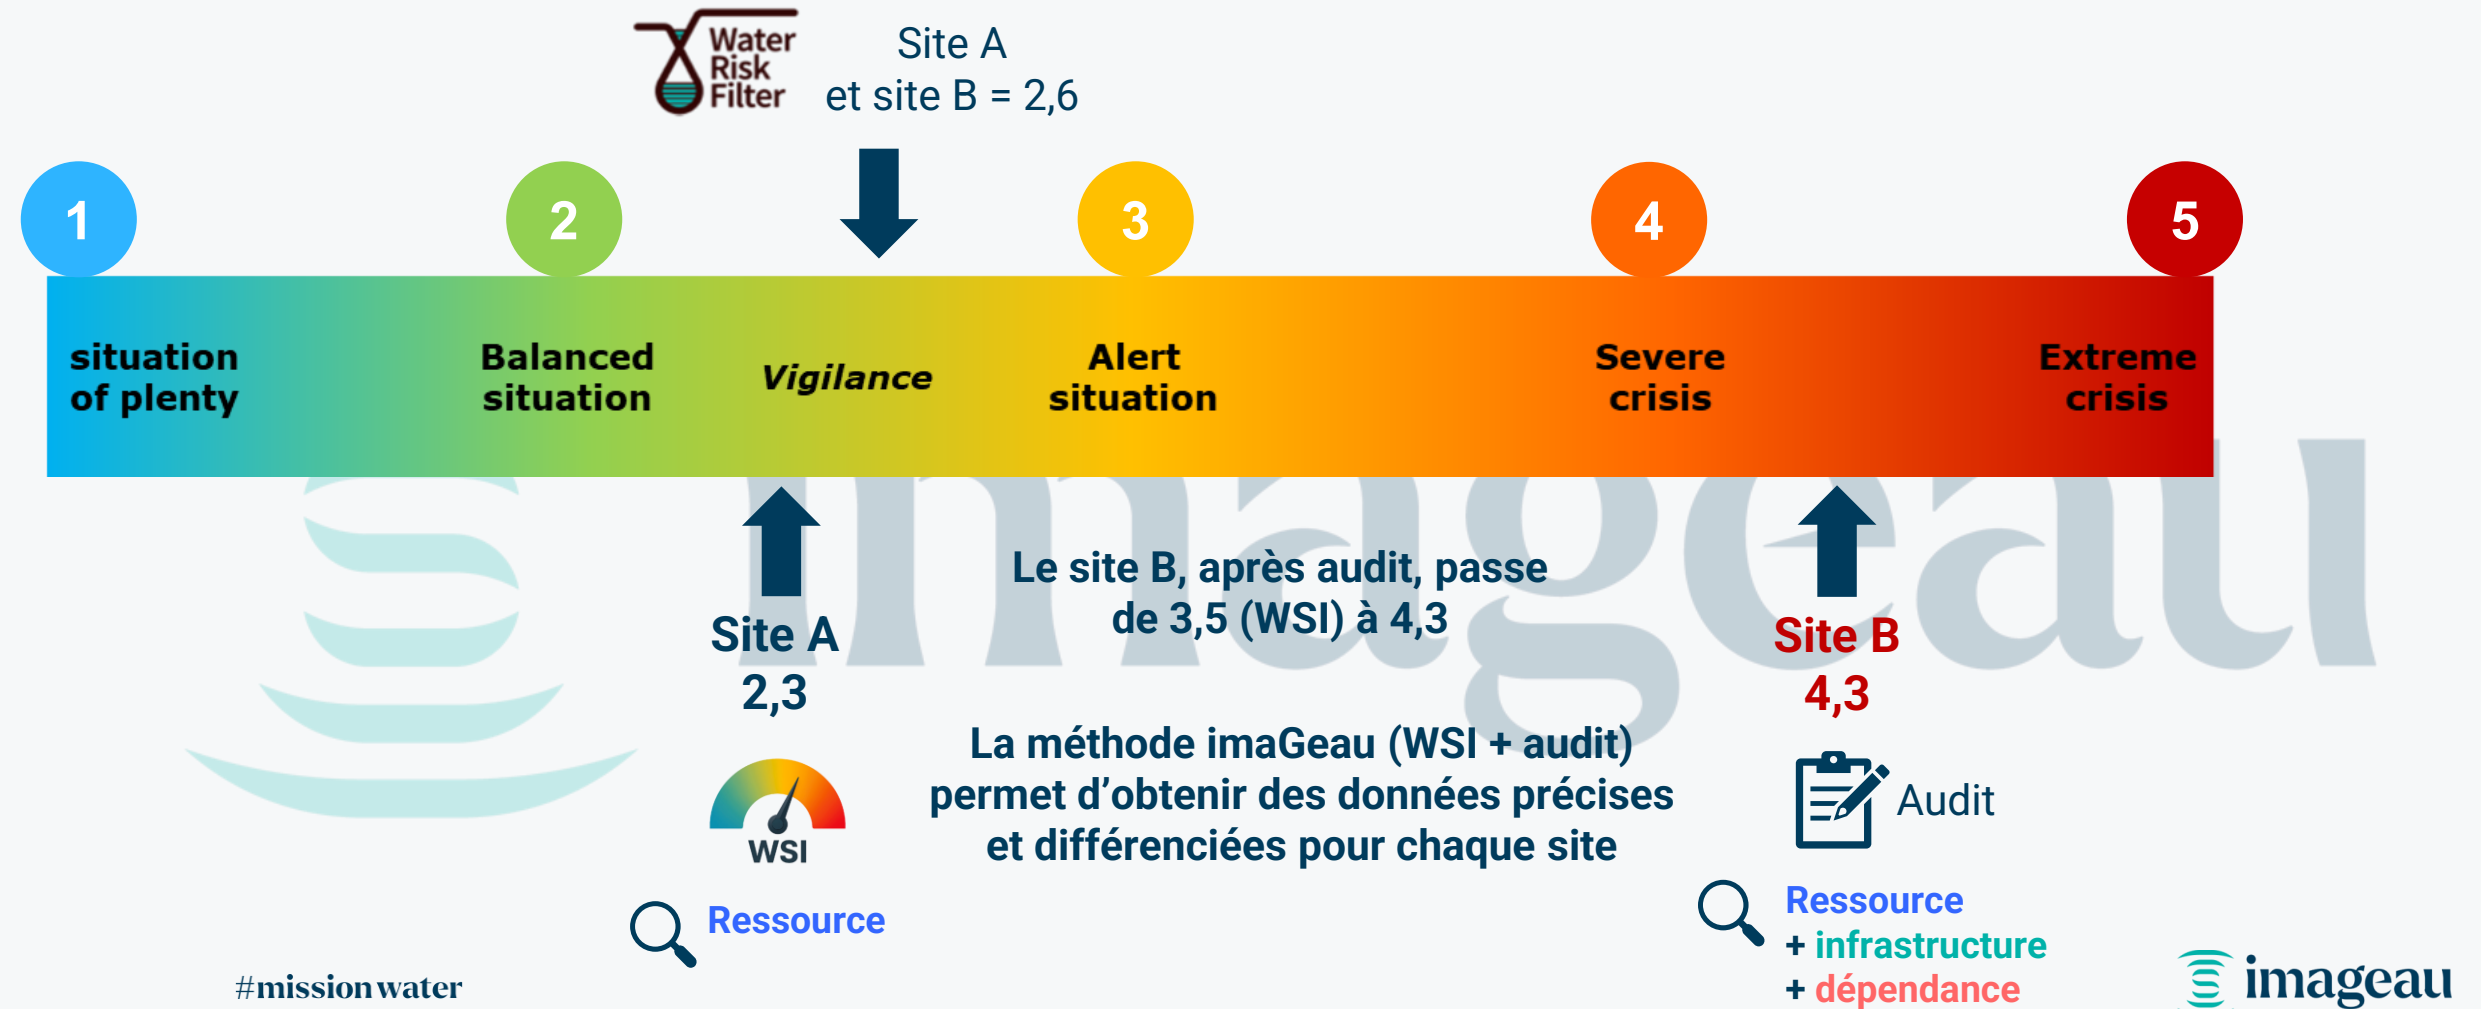 Water
Risk
Filter
Site A
et site B = 2,6
1
2
3
4
5
situation
of plenty
Balanced
situation
Vigilance
Alert
situation
Severe
crisis
Extreme
crisis
imageau
Le site B, après audit, passe
de 3,5 (WSI) à 4,3
Site A
2,3
Site B
4,3
La méthode imaGeau (WSI + audit)
permet d’obtenir des données précises
et différenciées pour chaque site
WSI
Audit
Ressource
Ressource
+ infrastructure
+ dépendance
#missionwater
imageau